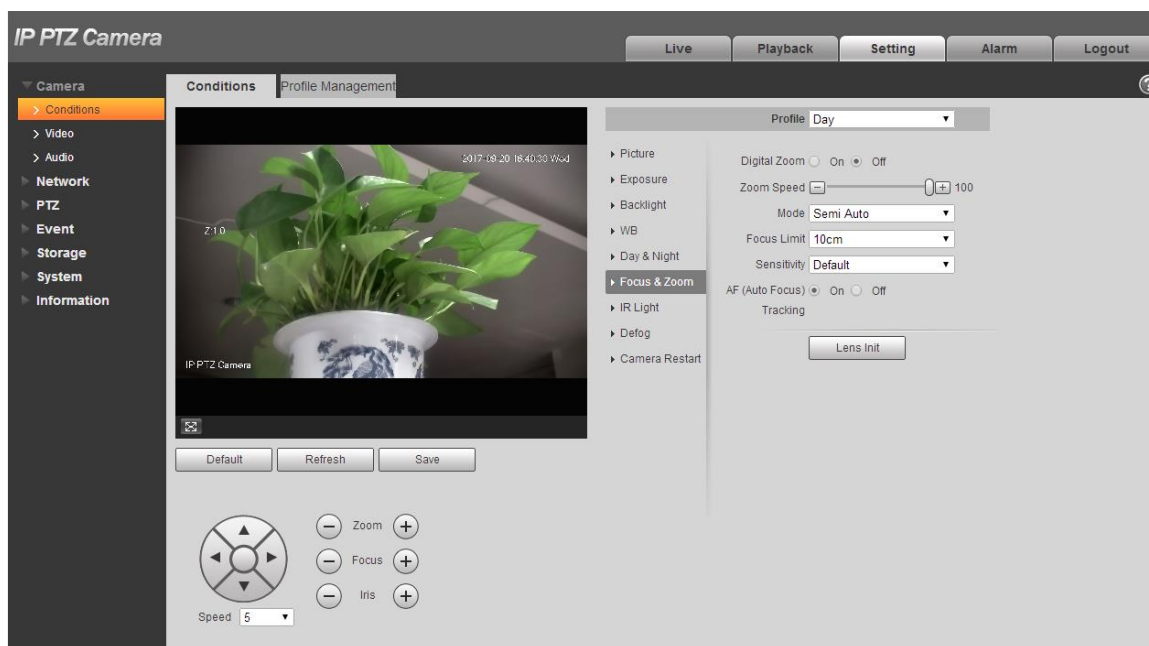 IP PTZ Camera
Live
Playback
Setting
Alarm
Logout
Camera
Conditions
Video
Audio
Network
PTZ
Event
Storage
System
Information
Conditions
Profile Management
2017-09-20 16:40:30 Wed
Z:1.0
IP PTZ Camera
Default
Refresh
Save
Zoom
Focus
Iris
Speed 5
Profile Day
Picture
Exposure
Backlight
WB
Day & Night
Focus & Zoom
IR Light
Defog
Camera Restart
Digital Zoom On Off
Zoom Speed 100
Mode Semi Auto
Focus Limit 10cm
Sensitivity Default
AF (Auto Focus) On Off
Tracking
Lens Init